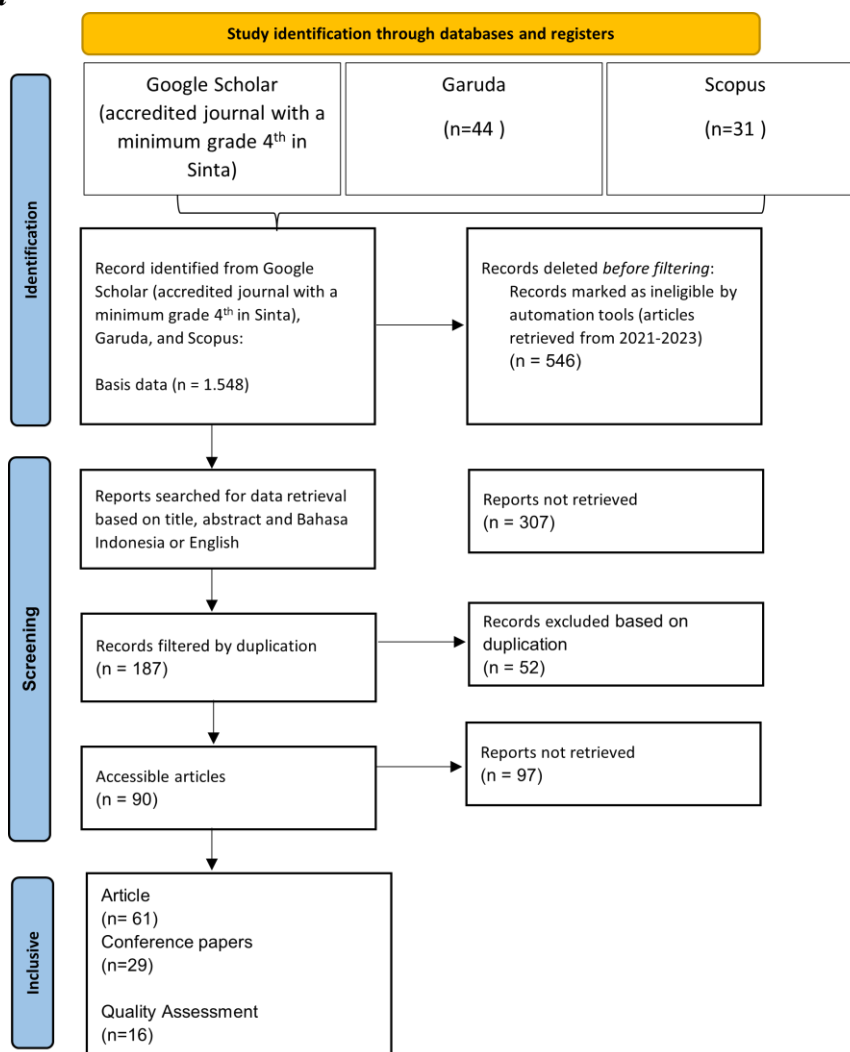 Study identification through databases and registers
Google Scholar
(accredited journal with a
minimum grade 4th in
Sinta)
Garuda
(n=44 )
Scopus
(n=31 )
Identification
Record identified from Google
Scholar (accredited journal with a
minimum grade 4th in Sinta),
Garuda, and Scopus:
Basis data (n = 1.548)
Records deleted before filtering:
Records marked as ineligible by
automation tools (articles
retrieved from 2021-2023)
(n = 546)
Screening
Reports searched for data retrieval
based on title, abstract and Bahasa
Indonesia or English
Reports not retrieved
(n = 307)
Records filtered by duplication
(n = 187)
Records excluded based on
duplication
(n = 52)
Accessible articles
(n = 90)
Reports not retrieved
(n = 97)
Inclusive
Article
(n= 61)
Conference papers
(n=29)
Quality Assessment
(n=16)